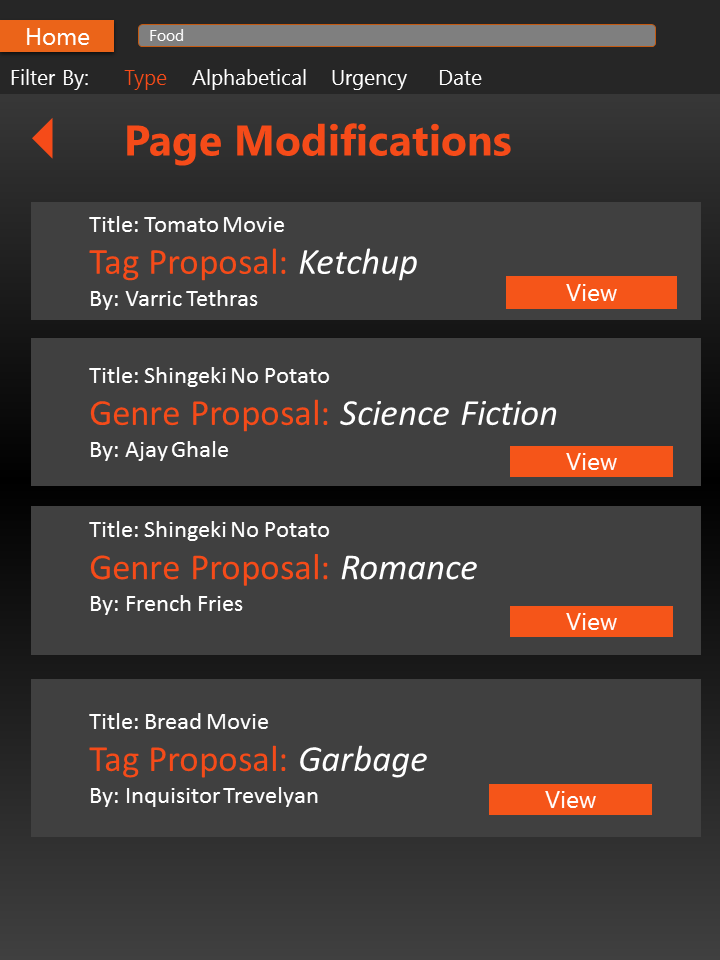 Home
Food
Filter By: Type Alphabetical Urgency Date
Page Modifications
Title: Tomato Movie
Tag Proposal: Ketchup
By: Varric Tethras
View
Title: Shingeki No Potato
Genre Proposal: Science Fiction
By: Ajay Ghale
View
Title: Shingeki No Potato
Genre Proposal: Romance
By: French Fries
View
Title: Bread Movie
Tag Proposal: Garbage
By: Inquisitor Trevelyan
View